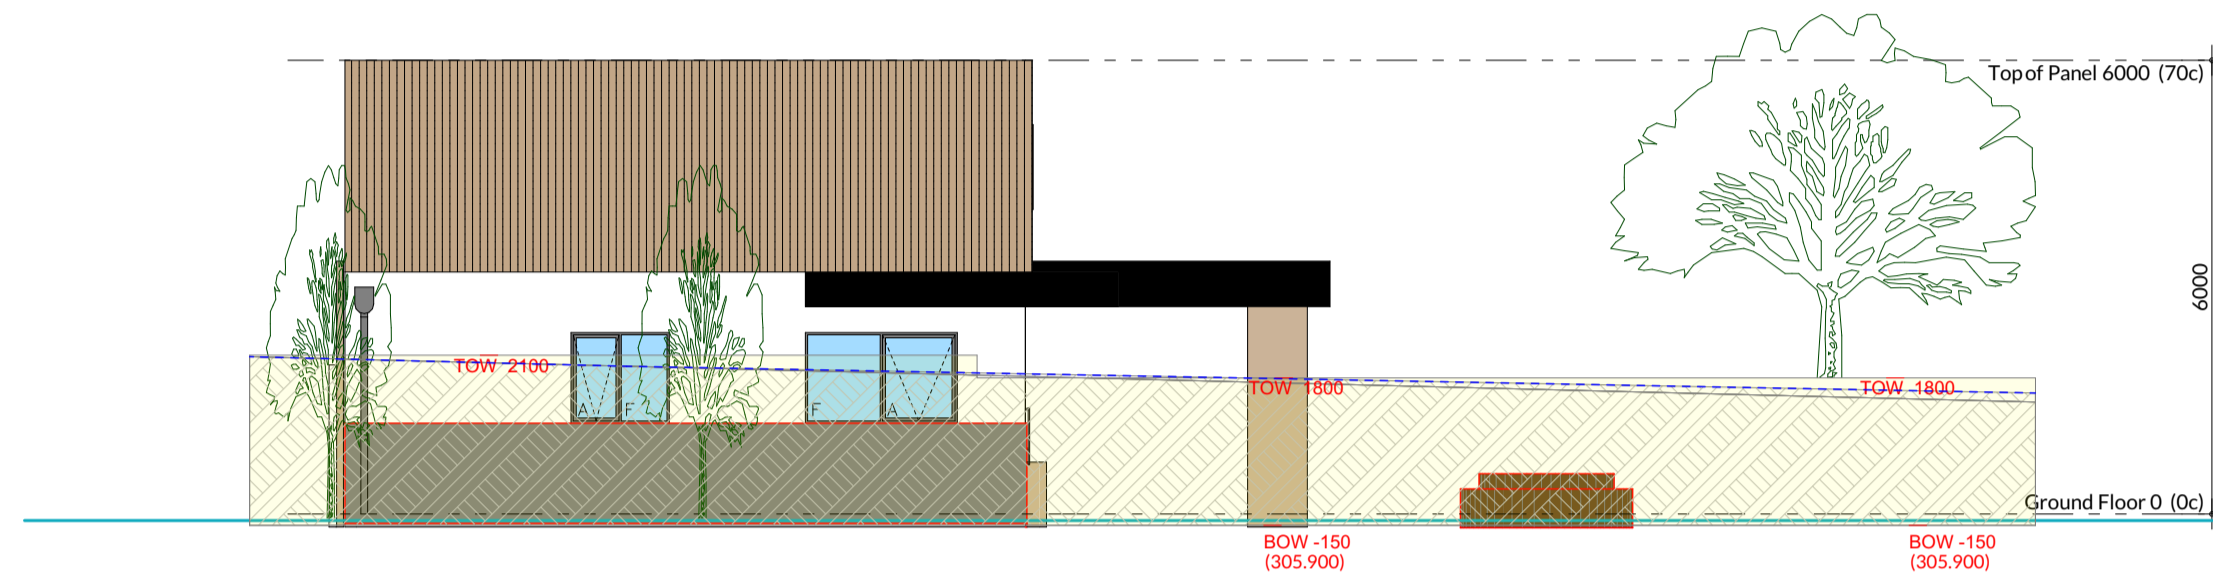 Top of Panel 6000 (70c)
6000
TOW 2100
TOW 1800
TOW 1800
A F
F A
Ground Floor 0 (0c)
BOW -150
(305.900)
BOW -150
(305.900)